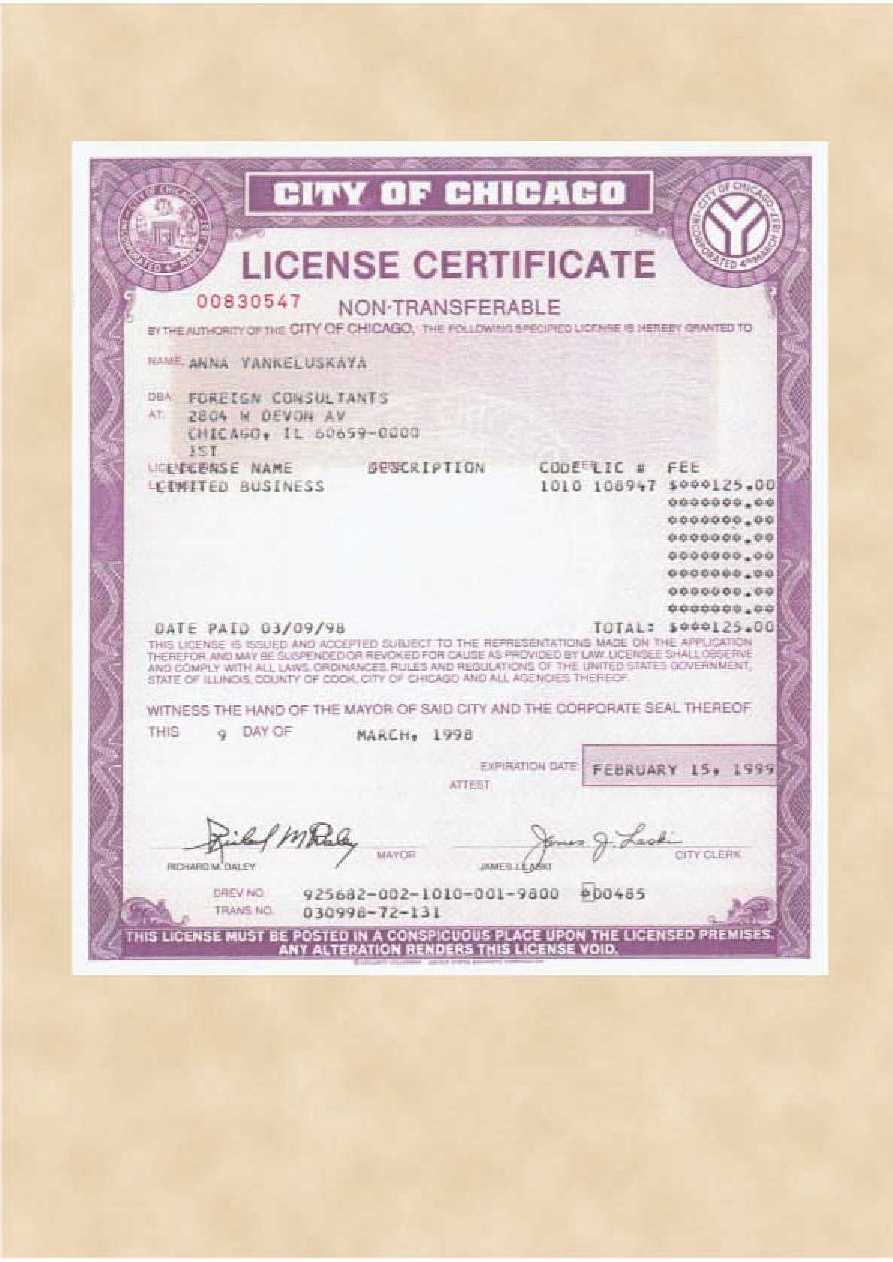 CITY OF CHICAGO
LICENSE CERTIFICATE
00830547 NON-TRANSFERABLE
BY THE AUTHORITY OF THE CITY OF CHICAGO, THE FOLLOWING SPECIFIED LICENSE IS HEREBY GRANTED TO
NAME: ANNA YANKELUSKAYA
DBA: FOREIGN CONSULTANTS
AT: 2804 W DEVON AV
CHICAGO, IL 60659-0000
1ST
LICENSE NAME DESCRIPTION CODE LIC # FEE
LIMITED BUSINESS 1010 108947 $***125.00
*******.**
*******.**
*******.**
*******.**
*******.**
*******.**
*******.**
DATE PAID 03/09/98 TOTAL: $***125.00
THIS LICENSE IS ISSUED AND ACCEPTED SUBJECT TO THE REPRESENTATIONS MADE ON THE APPLICATION
THEREFOR, AND MAY BE SUSPENDED OR REVOKED FOR CAUSE AS PROVIDED BY LAW. LICENSEE SHALL OBSERVE
AND COMPLY WITH ALL LAWS, ORDINANCES, RULES AND REGULATIONS OF THE UNITED STATES GOVERNMENT,
STATE OF ILLINOIS, COUNTY OF COOK, CITY OF CHICAGO AND ALL AGENCIES THEREOF.
WITNESS THE HAND OF THE MAYOR OF SAID CITY AND THE CORPORATE SEAL THEREOF
THIS 9 DAY OF MARCH, 1998
EXPIRATION DATE: FEBRUARY 15, 1999
ATTEST
Richard M Daley MAYOR James J. Laski CITY CLERK
RICHARD M. DALEY JAMES J. LASKI
DREV NO. 925682-002-1010-001-9800 000485
TRANS NO. 030998-72-131
THIS LICENSE MUST BE POSTED IN A CONSPICUOUS PLACE UPON THE LICENSED PREMISES.
ANY ALTERATION RENDERS THIS LICENSE VOID.